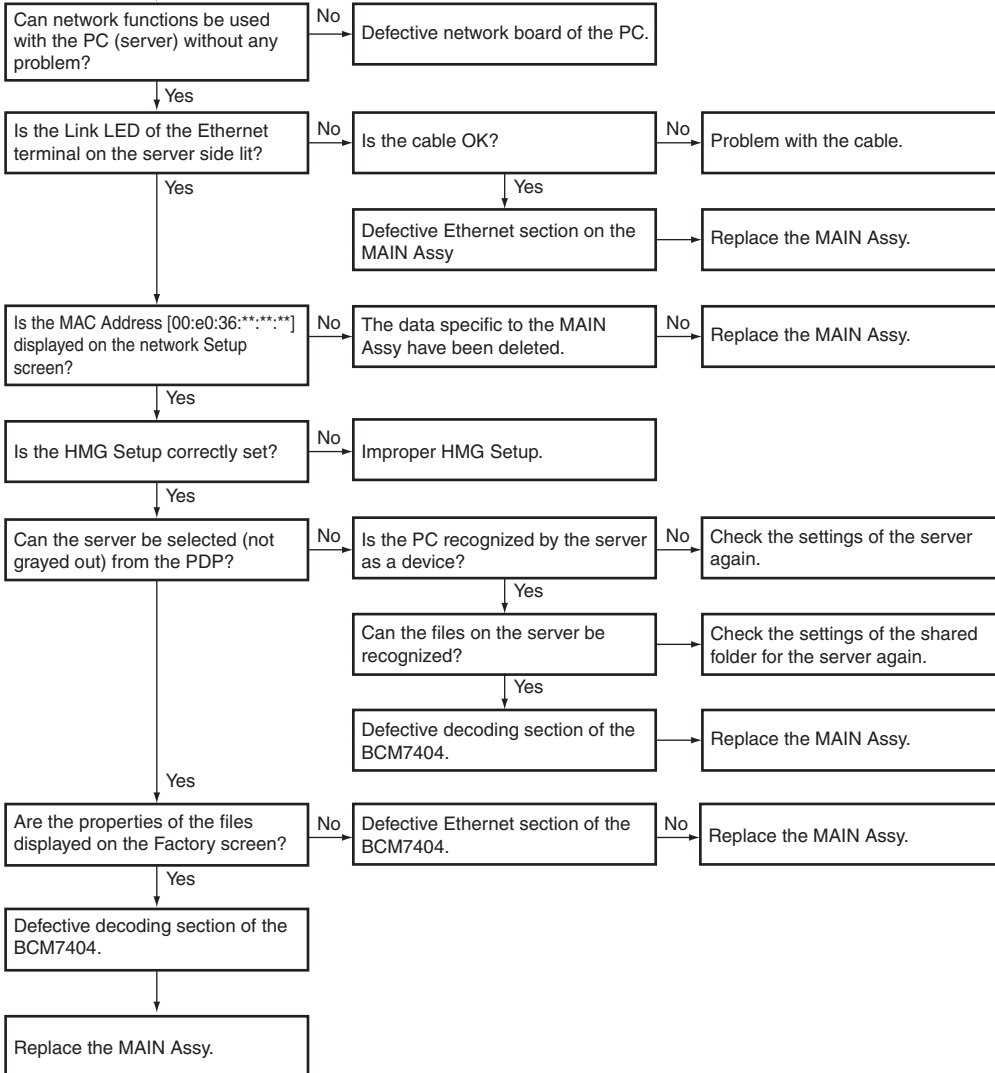 Can network functions be used
with the PC (server) without any
problem?
No
Defective network board of the PC.
Yes
Is the Link LED of the Ethernet
terminal on the server side lit?
No
Is the cable OK?
No
Problem with the cable.
Yes
Yes
Defective Ethernet section on the
MAIN Assy
Replace the MAIN Assy.
Is the MAC Address [00:e0:36:**:**:**]
displayed on the network Setup
screen?
No
The data specific to the MAIN
Assy have been deleted.
No
Replace the MAIN Assy.
Yes
Is the HMG Setup correctly set?
No
Improper HMG Setup.
Yes
Can the server be selected (not
grayed out) from the PDP?
No
Is the PC recognized by the server
as a device?
No
Check the settings of the server
again.
Yes
Can the files on the server be
recognized?
Check the settings of the shared
folder for the server again.
Yes
Defective decoding section of the
BCM7404.
Replace the MAIN Assy.
Yes
Are the properties of the files
displayed on the Factory screen?
No
Defective Ethernet section of the
BCM7404.
No
Replace the MAIN Assy.
Yes
Defective decoding section of the
BCM7404.
Replace the MAIN Assy.